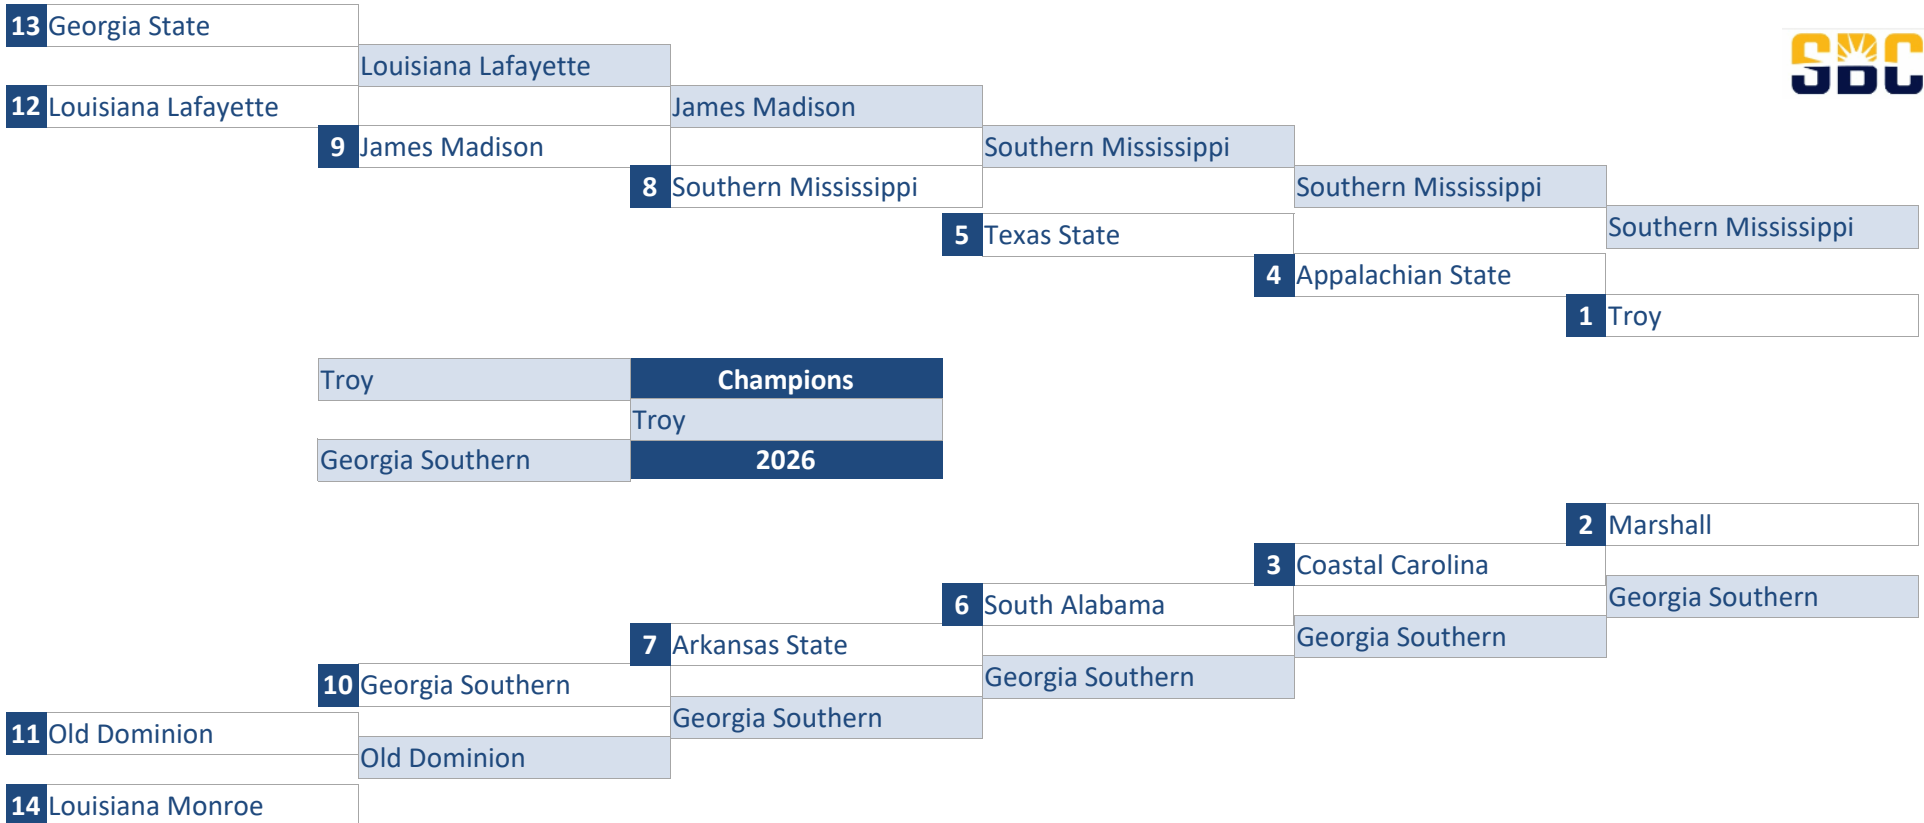 13 Georgia State
SBC
Louisiana Lafayette
12 Louisiana Lafayette
James Madison
9 James Madison
Southern Mississippi
8 Southern Mississippi
Southern Mississippi
5 Texas State
Southern Mississippi
4 Appalachian State
1 Troy
Troy
Champions
Troy
Georgia Southern
2026
2 Marshall
3 Coastal Carolina
6 South Alabama
Georgia Southern
7 Arkansas State
Georgia Southern
10 Georgia Southern
Georgia Southern
Georgia Southern
11 Old Dominion
Old Dominion
14 Louisiana Monroe